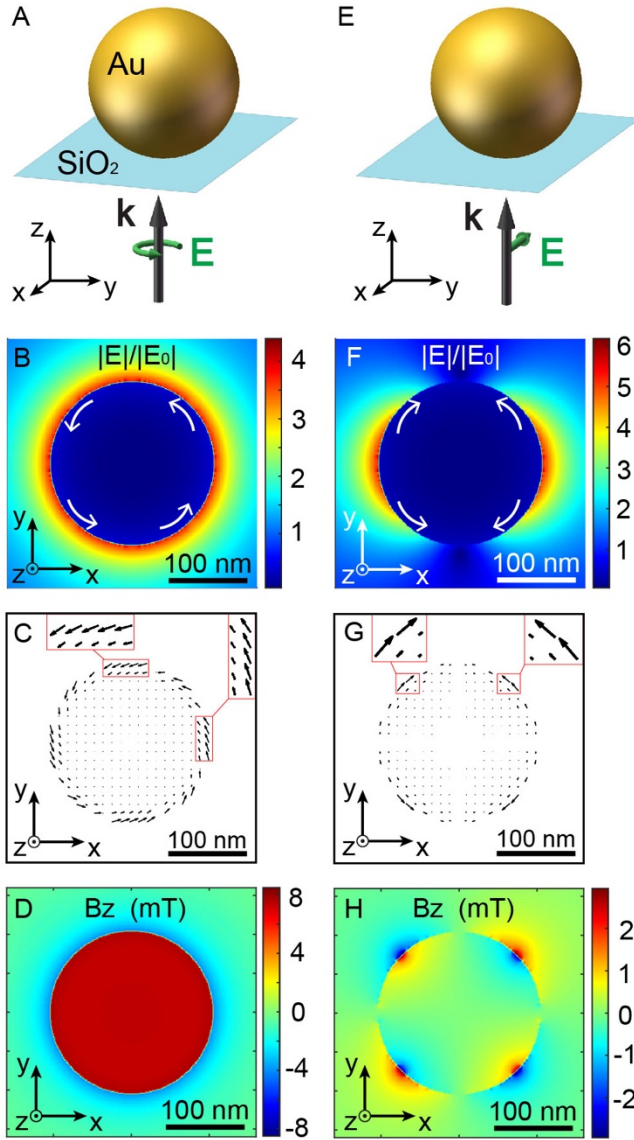 A
Au
SiO₂
k
E
z
x
y
E
k
E
z
x
y
B
|E|/|E₀|
4
3
2
1
y
z
x
100 nm
F
|E|/|E₀|
6
5
4
3
2
1
y
z
x
100 nm
C
y
z
x
100 nm
G
y
z
x
100 nm
D
Bz (mT)
8
4
0
-4
-8
y
z
x
100 nm
H
Bz (mT)
2
1
0
-1
-2
y
z
x
100 nm